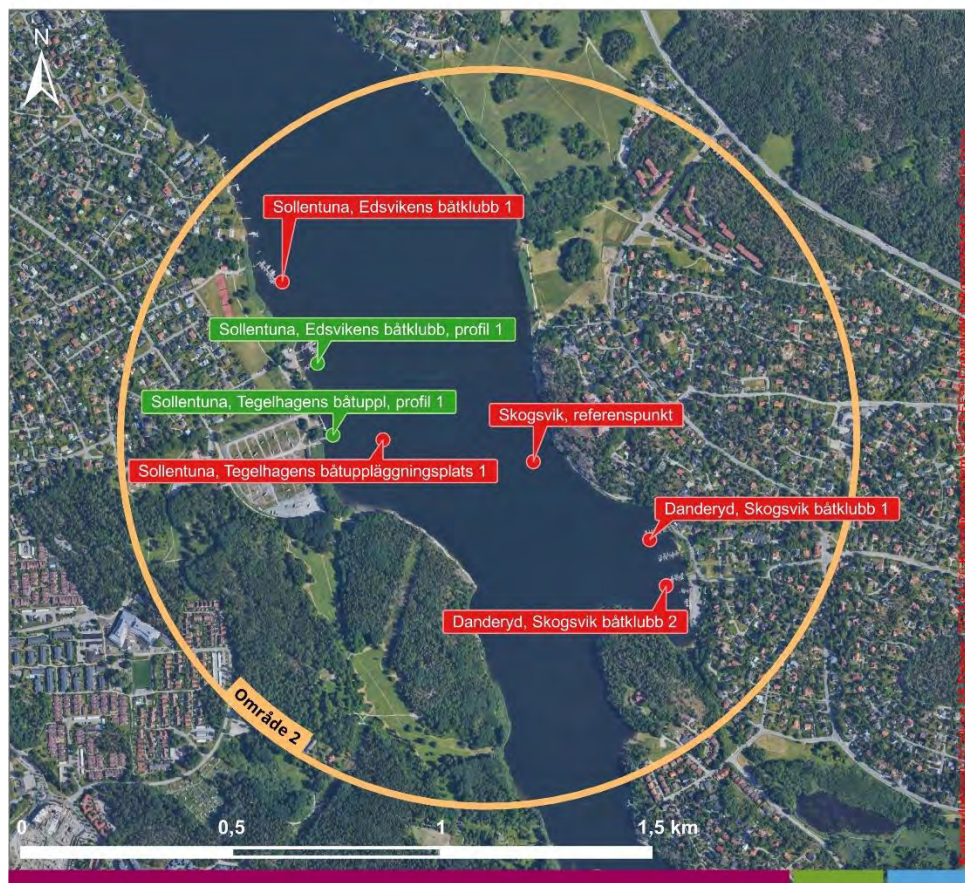 N
Sollentuna, Edsvikens båtklubb 1
Sollentuna, Edsvikens båtklubb, profil 1
Sollentuna, Tegelhagens båtuppl, profil 1
Skogsvik, referenspunkt
Sollentuna, Tegelhagens båtuppläggningsplats 1
Danderyd, Skogsvik båtklubb 1
Danderyd, Skogsvik båtklubb 2
Område 2
0 0,5 1 1,5 km